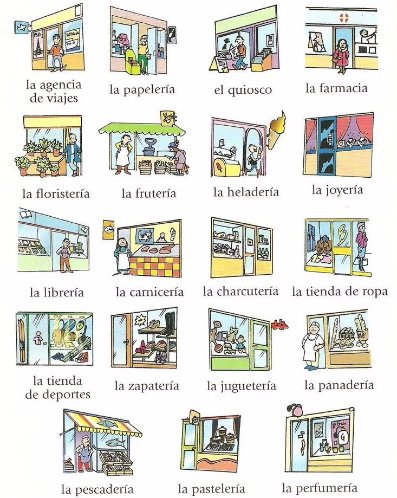 la agencia
de viajes
la papelería
el quiosco
la farmacia
la floristería
la frutería
la heladería
la joyería
la librería
la carnicería
la charcutería
la tienda de ropa
la tienda
de deportes
la zapatería
la juguetería
la panadería
la pescadería
la pastelería
la perfumería